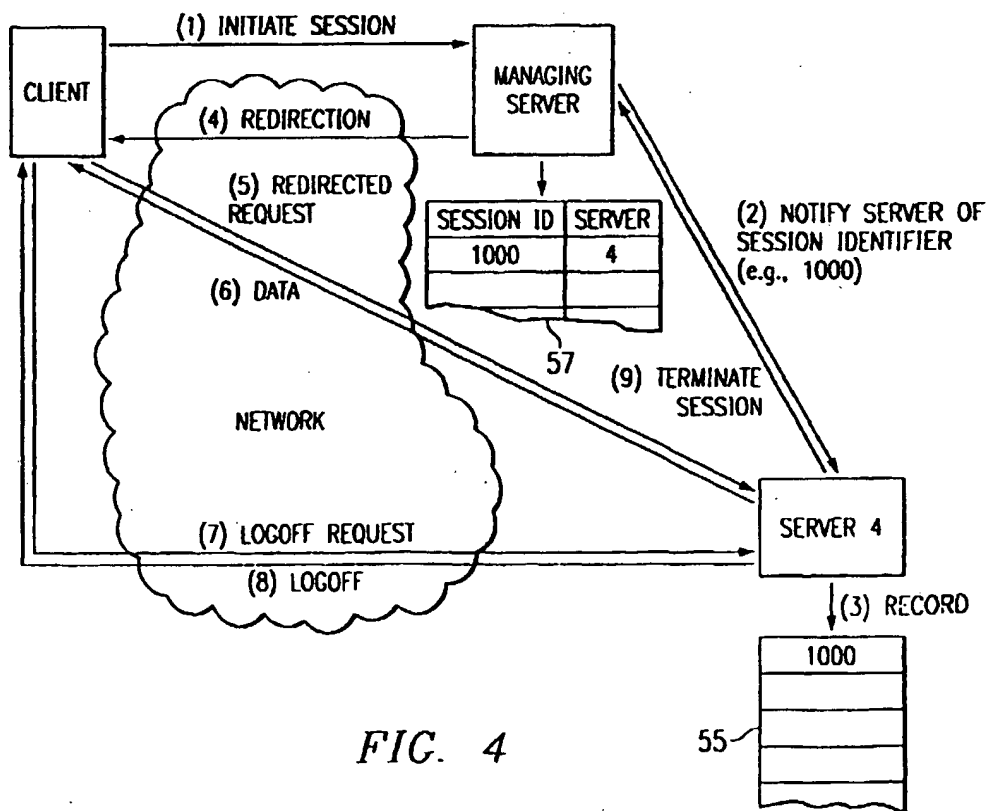 (1) INITIATE SESSION
CLIENT
MANAGING
SERVER
(4) REDIRECTION
(5) REDIRECTED
REQUEST
SESSION ID SERVER
1000 4
(2) NOTIFY SERVER OF
SESSION IDENTIFIER
(e.g., 1000)
(6) DATA
57
(9) TERMINATE
SESSION
NETWORK
(7) LOGOFF REQUEST
SERVER 4
(8) LOGOFF
(3) RECORD
1000
55
FIG. 4